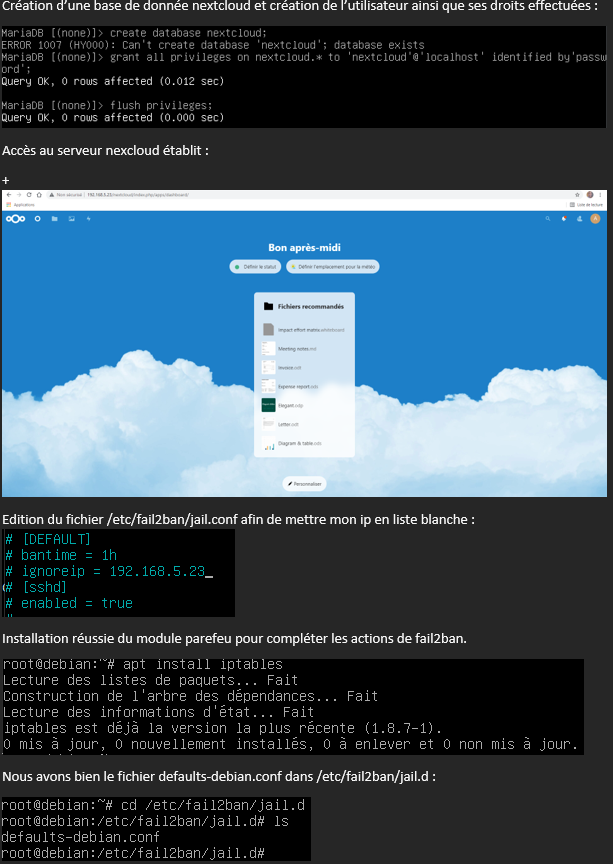 Création d’une base de donnée nextcloud et création de l’utilisateur ainsi que ses droits effectuées :
MariaDB [(none)]> create database nextcloud;
ERROR 1007 (HY000): Can't create database 'nextcloud'; database exists
MariaDB [(none)]> grant all privileges on nextcloud.* to 'nextcloud'@'localhost' identified by'passw
ord';
Query OK, 0 rows affected (0.012 sec)
MariaDB [(none)]> flush privileges;
Query OK, 0 rows affected (0.000 sec)
Accès au serveur nexcloud établit :
+
Non sécurisé | 192.168.5.23/nextcloud/index.php/apps/dashboard/
Applications
Liste de lecture
A
Bon après-midi
Définir le statut
Définir l'emplacement pour la météo
Fichiers recommandés
Impact effort matrix.whiteboard
Meeting notes.md
Invoice.odt
Expense report.ods
Elegant.odp
Letter.odt
Diagram & table.ods
Personnaliser
Edition du fichier /etc/fail2ban/jail.conf afin de mettre mon ip en liste blanche :
# [DEFAULT]
# bantime = 1h
# ignoreip = 192.168.5.23_
# [sshd]
# enabled = true
Installation réussie du module parefeu pour compléter les actions de fail2ban.
root@debian:~# apt install iptables
Lecture des listes de paquets... Fait
Construction de l'arbre des dépendances... Fait
Lecture des informations d'état... Fait
iptables est déjà la version la plus récente (1.8.7-1).
0 mis à jour, 0 nouvellement installés, 0 à enlever et 0 non mis à jour.
Nous avons bien le fichier defaults-debian.conf dans /etc/fail2ban/jail.d :
root@debian:~# cd /etc/fail2ban/jail.d
root@debian:/etc/fail2ban/jail.d# ls
defaults-debian.conf
root@debian:/etc/fail2ban/jail.d#